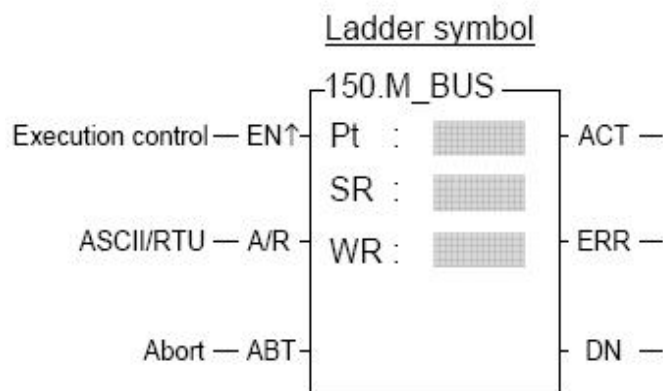 Ladder symbol
150.M_BUS
Execution control — EN↑ Pt : ACT
SR :
ASCII/RTU — A/R WR : ERR
Abort — ABT DN